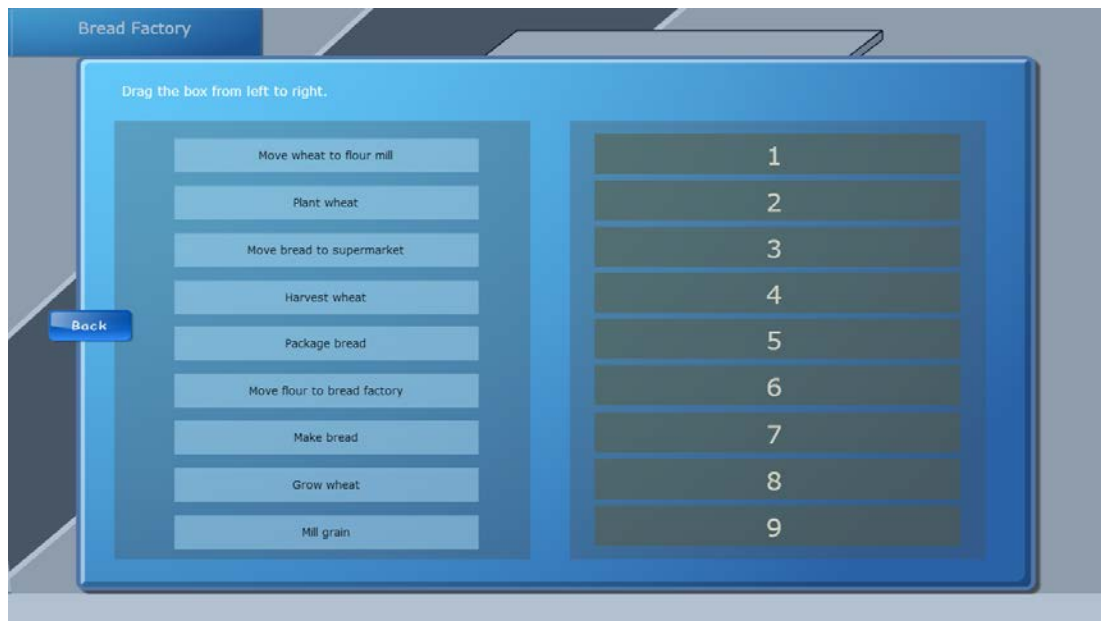 Bread Factory
Drag the box from left to right.
Move wheat to flour mill
Plant wheat
Move bread to supermarket
Harvest wheat
Back
Package bread
Move flour to bread factory
Make bread
Grow wheat
Mill grain
1
2
3
4
5
6
7
8
9